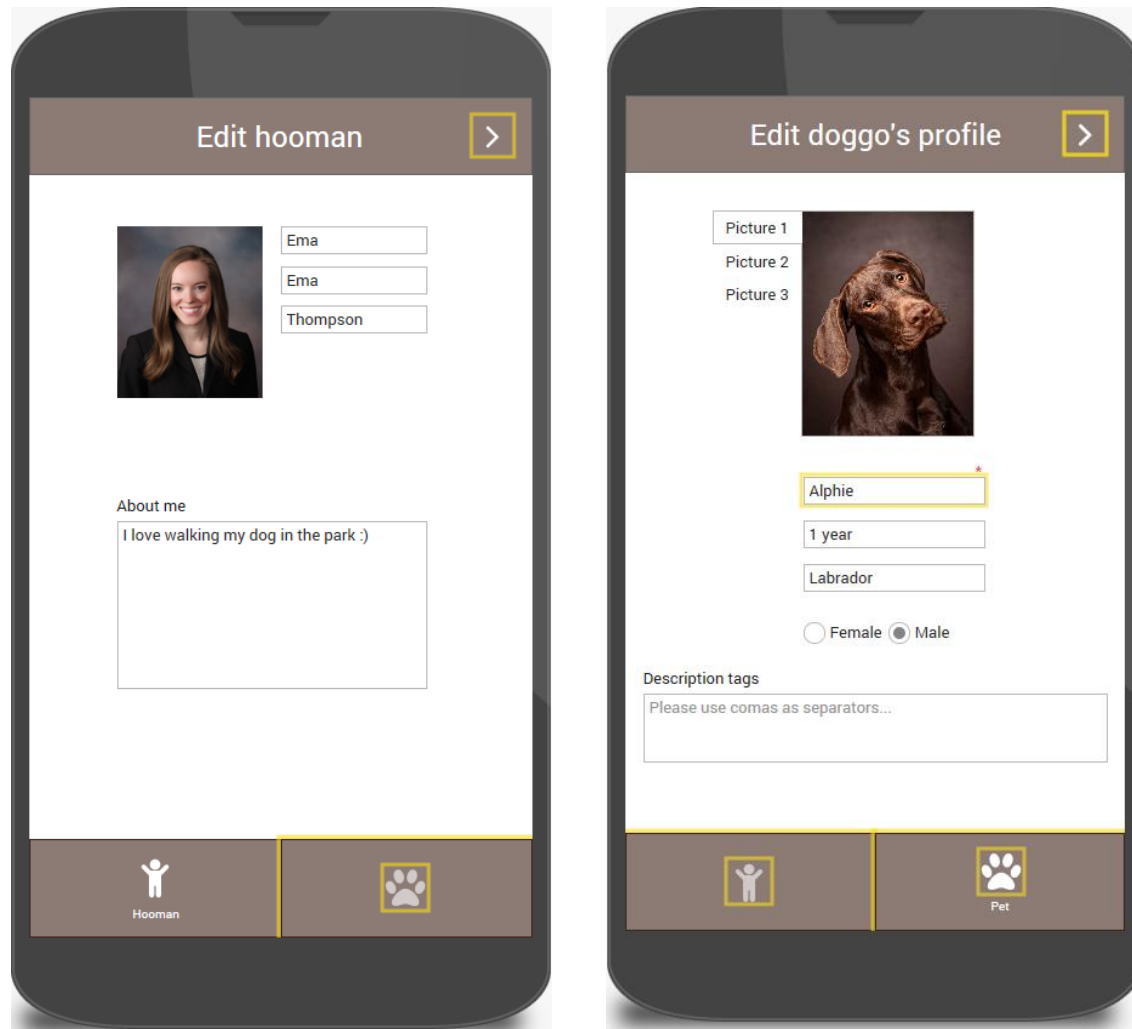 Edit hooman
Ema
Ema
Thompson
About me
I love walking my dog in the park :)
Hooman
Edit doggo's profile
Picture 1
Picture 2
Picture 3
*
Alphie
1 year
Labrador
Female Male
Description tags
Please use comas as separators...
Pet